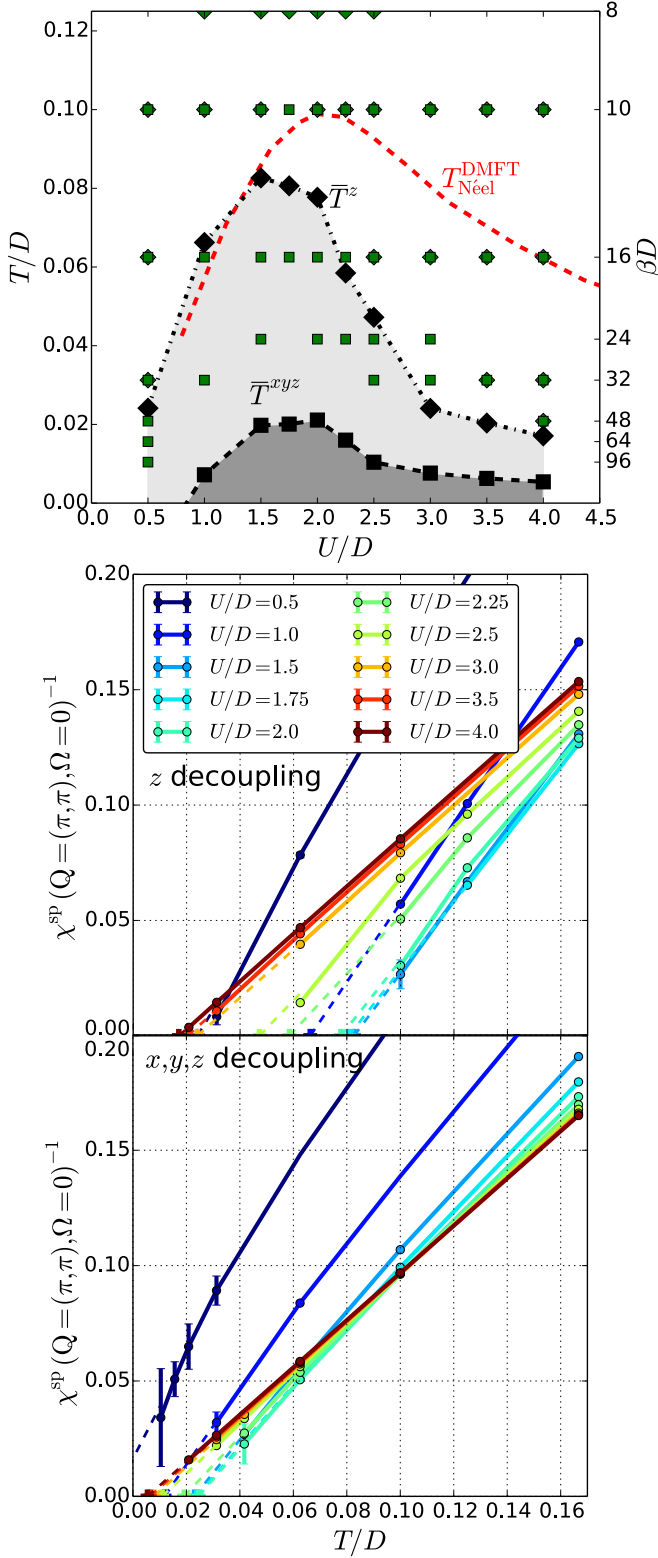 0.12
0.10
0.08
0.06
0.04
0.02
0.00
T/D
8
10
16
24
32
48
64
96
βD
T̅ᶻ
T_Néel^DMFT
T̅ˣʸᶻ
0.0 0.5 1.0 1.5 2.0 2.5 3.0 3.5 4.0 4.5
U/D
0.20
0.15
0.10
0.05
0.00
χ^sp(Q=(π,π),Ω=0)⁻¹
U/D=0.5 U/D=2.25
U/D=1.0 U/D=2.5
U/D=1.5 U/D=3.0
U/D=1.75 U/D=3.5
U/D=2.0 U/D=4.0
z decoupling
0.20
0.15
0.10
0.05
0.00
χ^sp(Q=(π,π),Ω=0)⁻¹
x,y,z decoupling
0.00 0.02 0.04 0.06 0.08 0.10 0.12 0.14 0.16
T/D